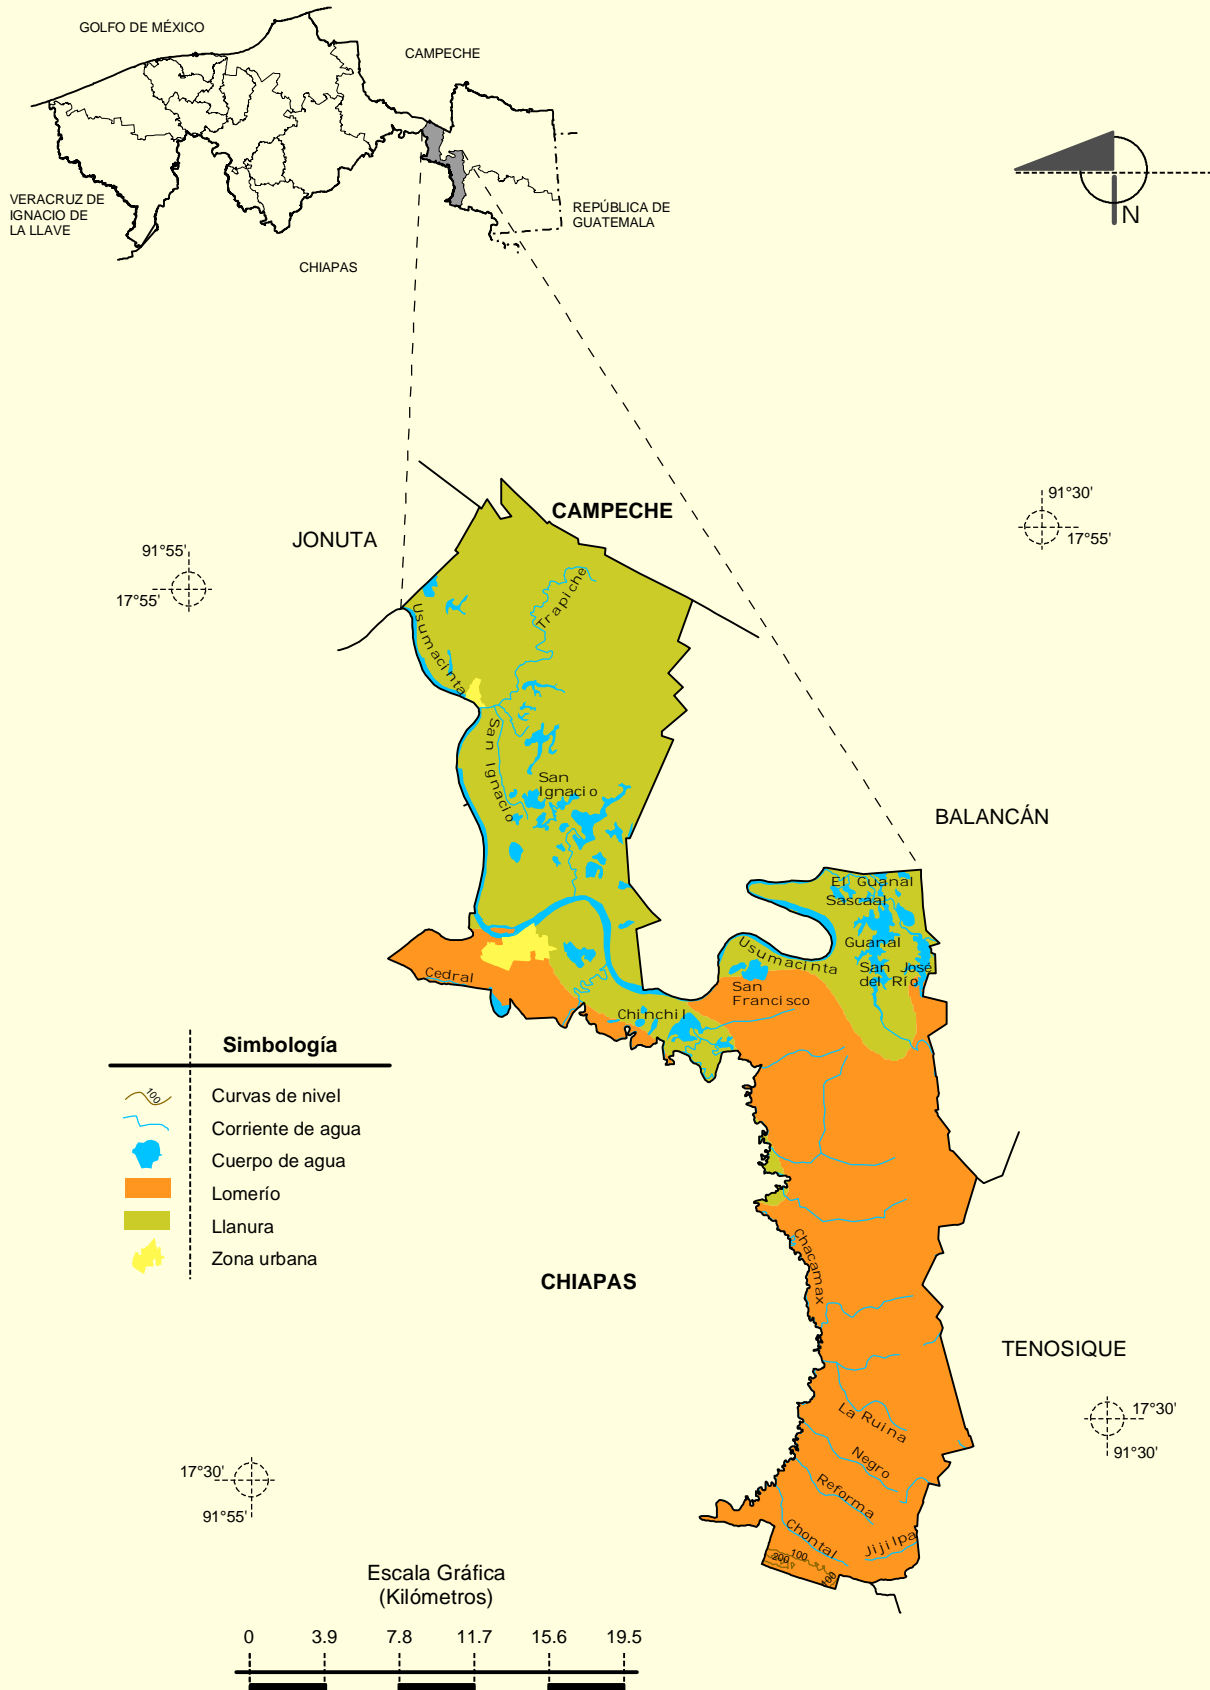 GOLFO DE MÉXICO
CAMPECHE
VERACRUZ DE
IGNACIO DE
LA LLAVE
REPÚBLICA DE
GUATEMALA
CHIAPAS
N
CAMPECHE
JONUTA
91°30'
17°55'
91°55'
17°55'
Trapiche
Usumacinta
San Ignacio
San
Ignacio
BALANCÁN
El Guanal
Sascaal
Guanal
San José
del Río
Usumacinta
San
Francisco
Cedral
Chinchil
Simbología
100
Curvas de nivel
Corriente de agua
Cuerpo de agua
Lomerío
Llanura
Zona urbana
Chacamax
CHIAPAS
TENOSIQUE
La Ruina
Negro
Reforma
Chontal
Jijilpa
200
100
100
17°30'
91°30'
17°30'
91°55'
Escala Gráfica
(Kilómetros)
0 3.9 7.8 11.7 15.6 19.5